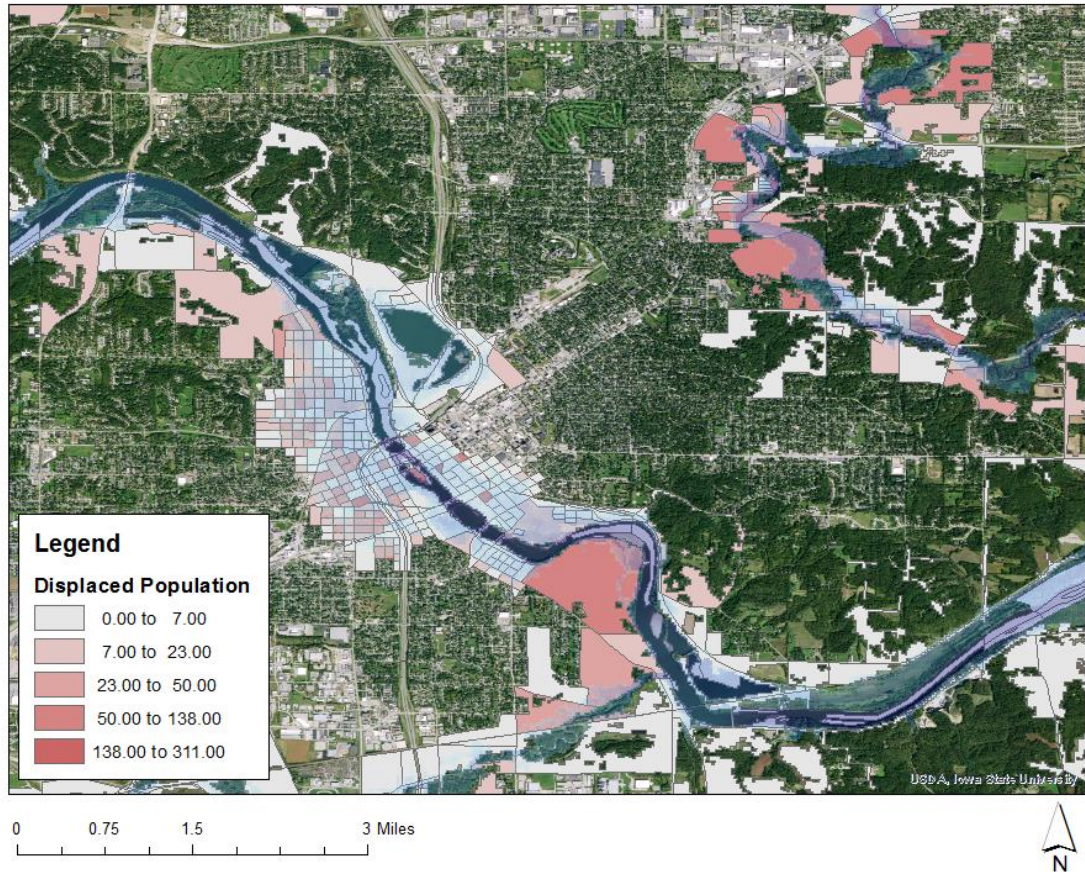 Legend
Displaced Population
0.00 to 7.00
7.00 to 23.00
23.00 to 50.00
50.00 to 138.00
138.00 to 311.00
USDA, Iowa State University
0 0.75 1.5 3 Miles
N